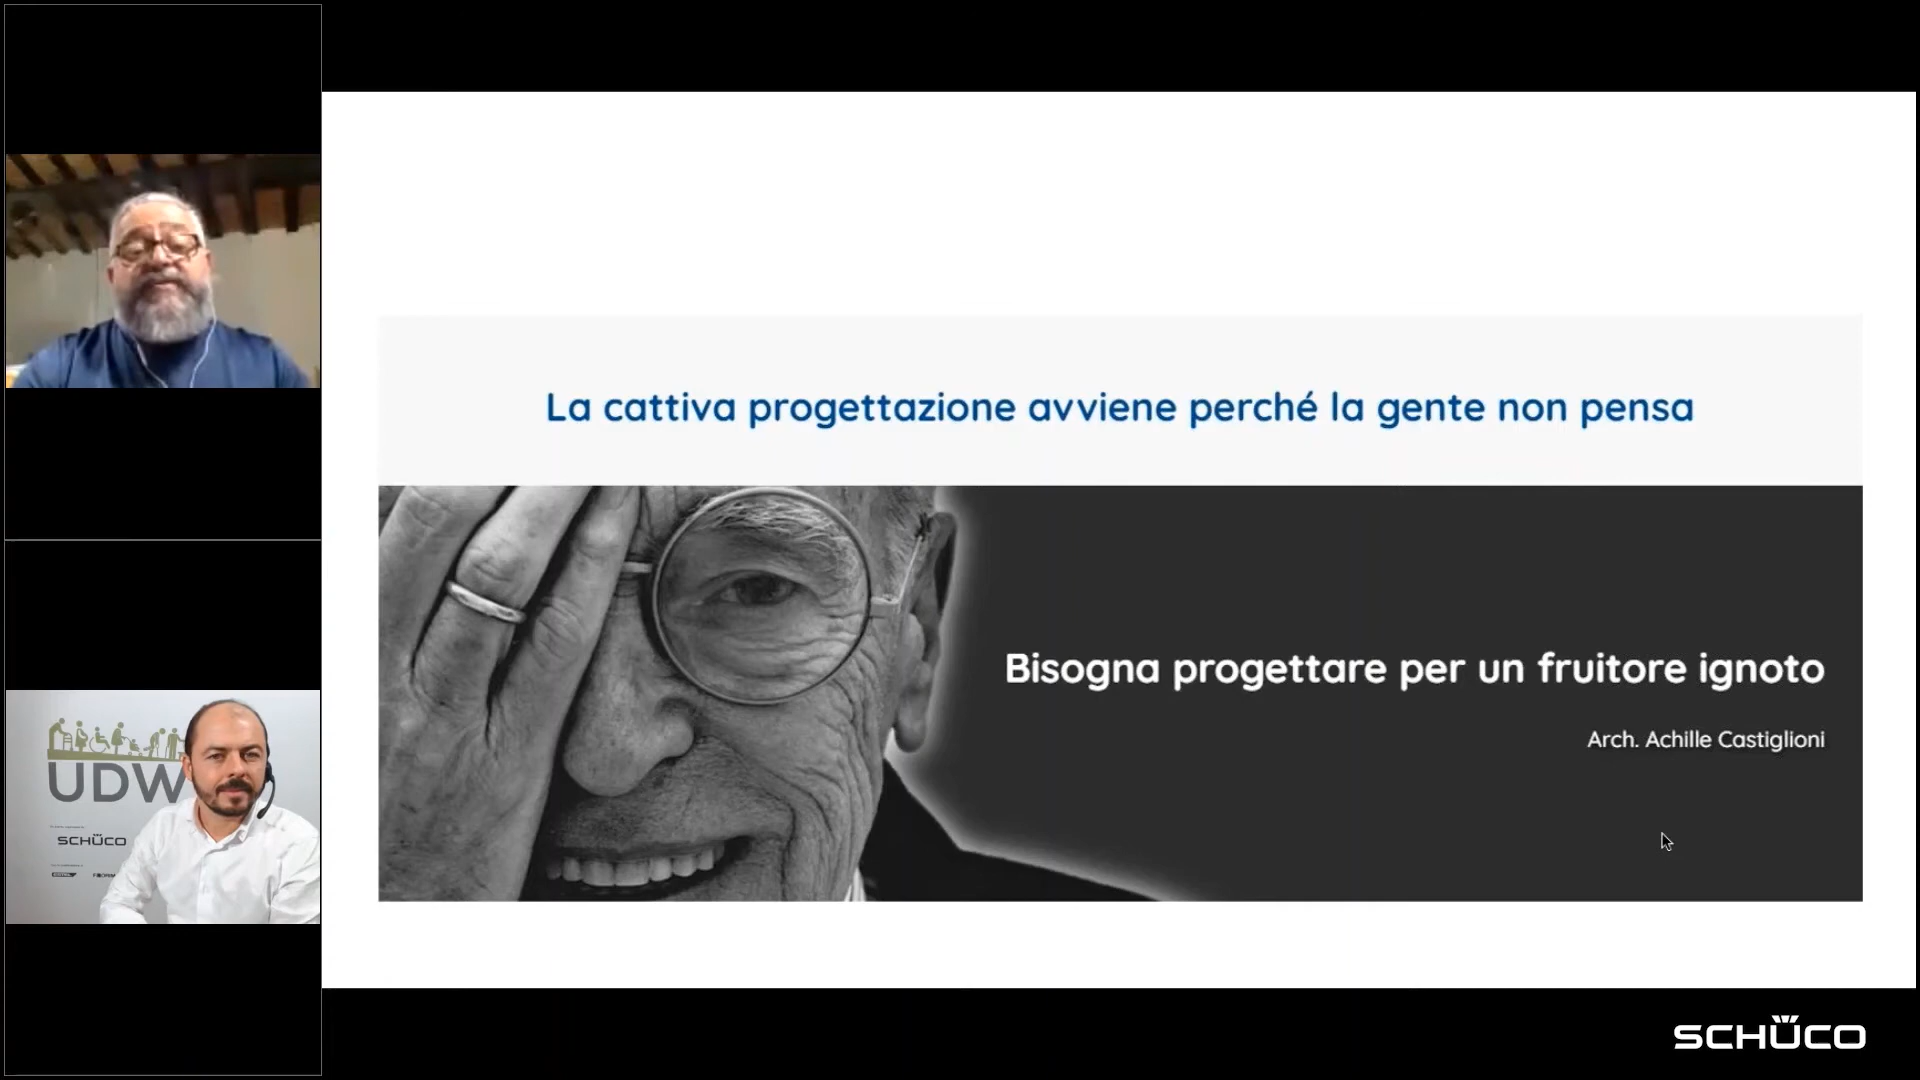 La cattiva progettazione avviene perché la gente non pensa
Bisogna progettare per un fruitore ignoto
Arch. Achille Castiglioni
UDW
SCHÜCO
SCHÜCO